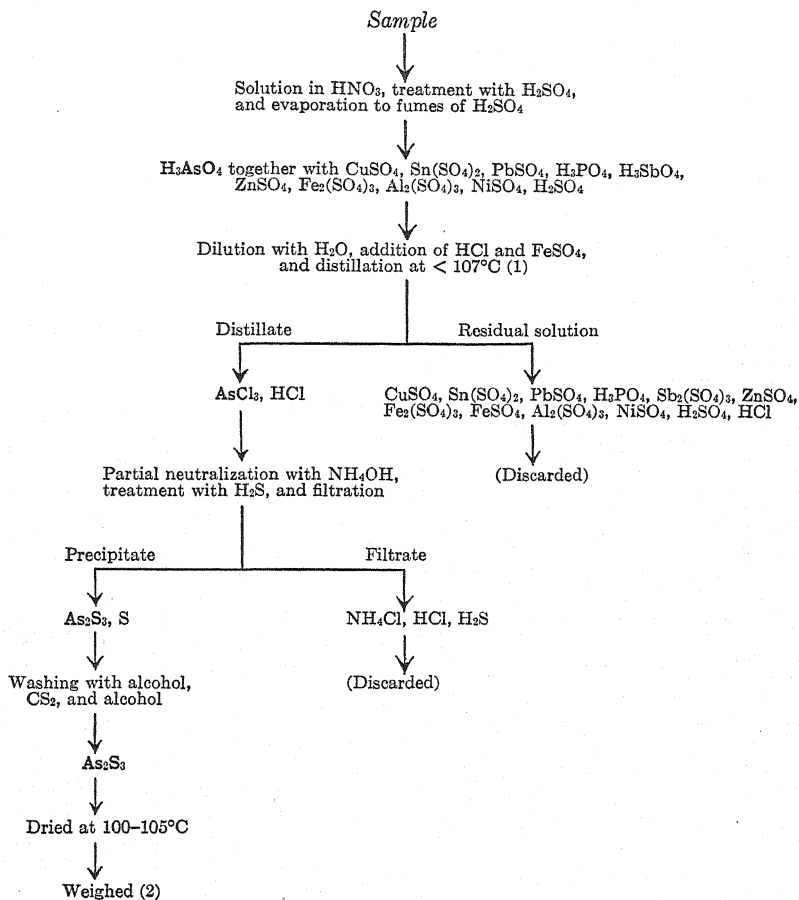 Sample
Solution in HNO₃, treatment with H₂SO₄,
and evaporation to fumes of H₂SO₄
H₃AsO₄ together with CuSO₄, Sn(SO₄)₂, PbSO₄, H₃PO₄, H₃SbO₄,
ZnSO₄, Fe₂(SO₄)₃, Al₂(SO₄)₃, NiSO₄, H₂SO₄
Dilution with H₂O, addition of HCl and FeSO₄,
and distillation at < 107°C (1)
Distillate
Residual solution
AsCl₃, HCl
CuSO₄, Sn(SO₄)₂, PbSO₄, H₃PO₄, Sb₂(SO₄)₃, ZnSO₄,
Fe₂(SO₄)₃, FeSO₄, Al₂(SO₄)₃, NiSO₄, H₂SO₄, HCl
Partial neutralization with NH₄OH,
treatment with H₂S, and filtration
(Discarded)
Precipitate
Filtrate
As₂S₃, S
NH₄Cl, HCl, H₂S
Washing with alcohol,
CS₂, and alcohol
(Discarded)
As₂S₃
Dried at 100–105°C
Weighed (2)